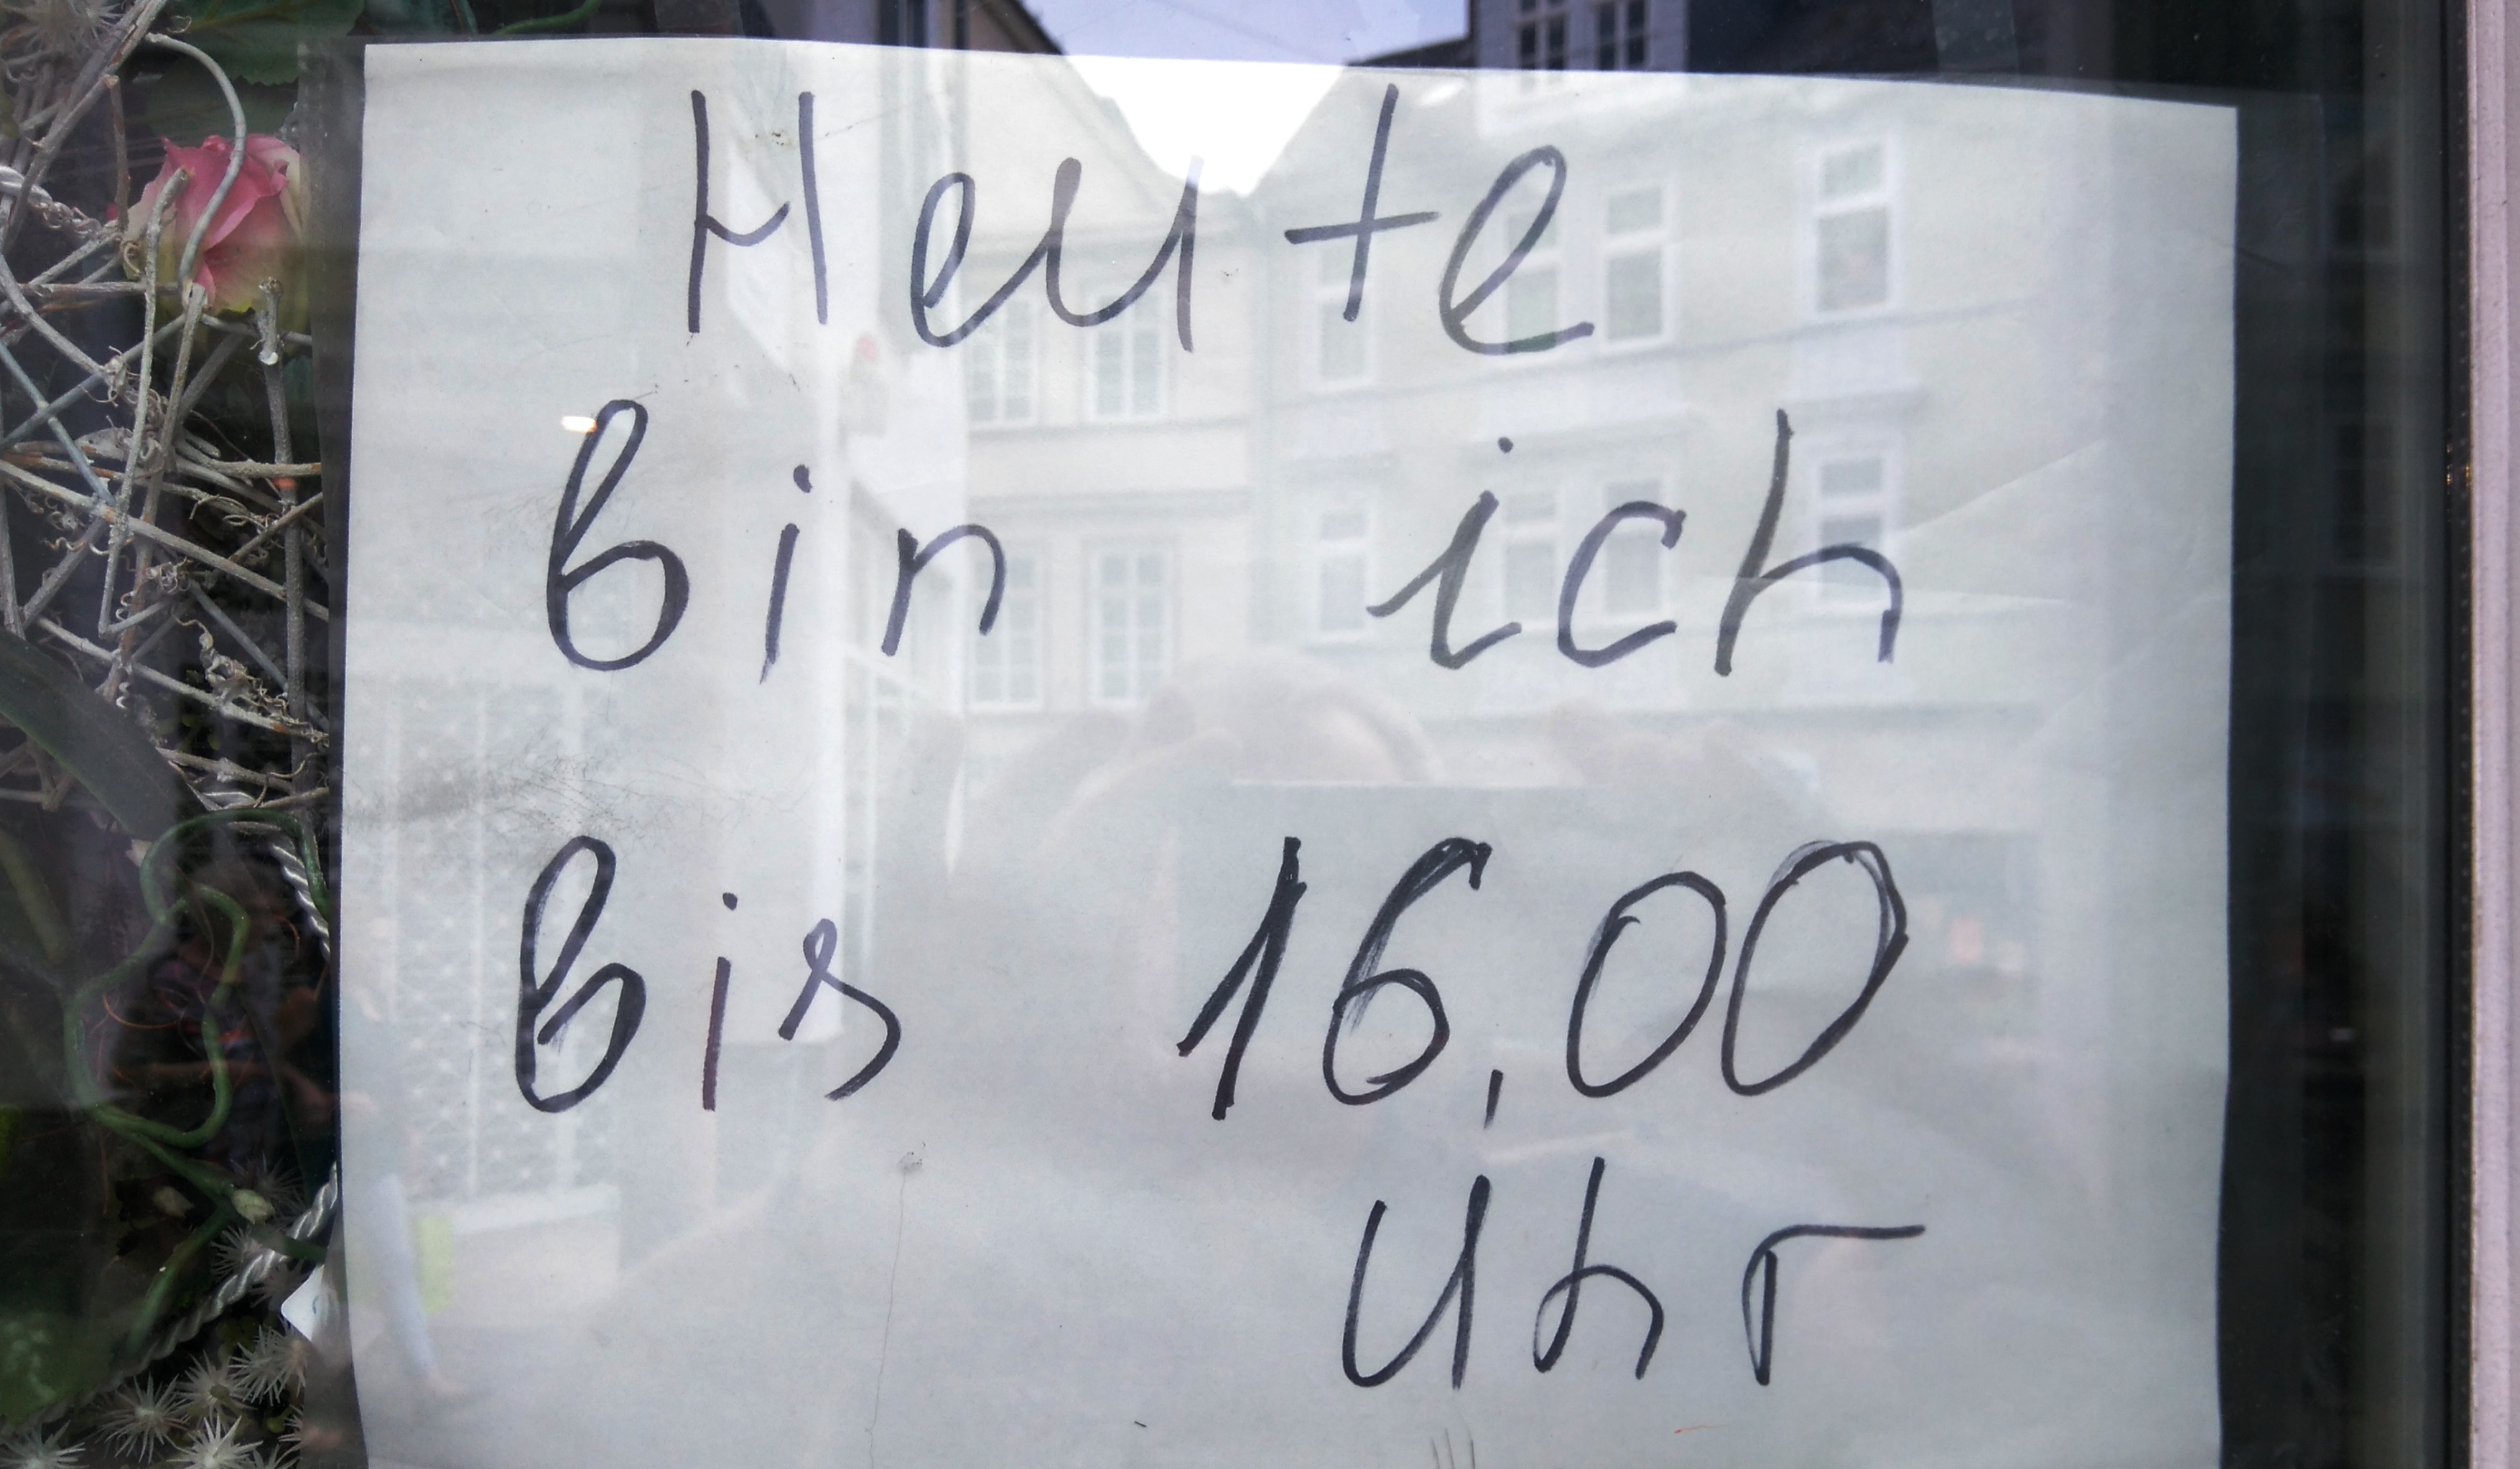 Heute
bin ich
bis 16.00
Uhr